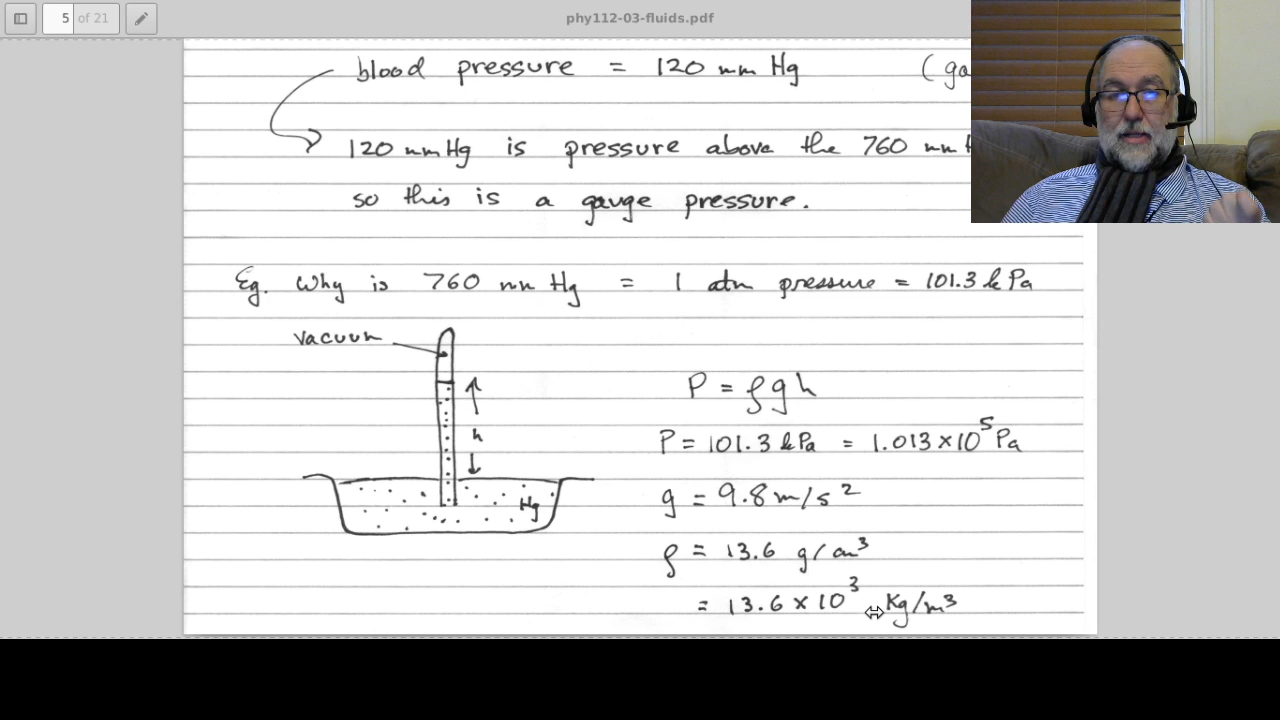 5 of 21
phy112-03-fluids.pdf
blood pressure = 120 mm Hg (ga
120 mm Hg is pressure above the 760 mm H
so this is a gauge pressure.
Eg. Why is 760 mm Hg = 1 atm pressure = 101.3 kPa
vacuum
P = ρgh
h
P = 101.3 kPa = 1.013 × 10⁵ Pa
g = 9.8 m/s²
Hg
ρ = 13.6 g/cm³
= 13.6 × 10³ Kg/m³